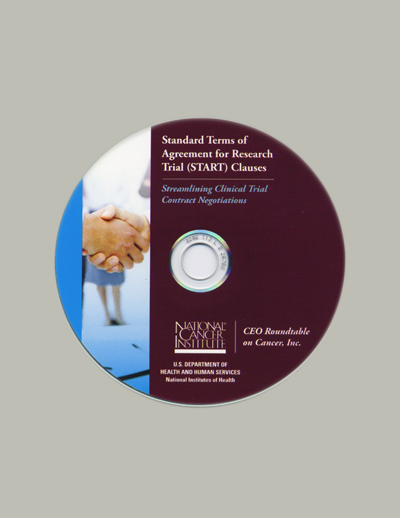 Standard Terms of
Agreement for Research
Trial (START) Clauses
Streamlining Clinical Trial
Contract Negotiations
NATIONAL
CANCER
INSTITUTE
CEO Roundtable
on Cancer, Inc.
U.S. DEPARTMENT OF
HEALTH AND HUMAN SERVICES
National Institutes of Health